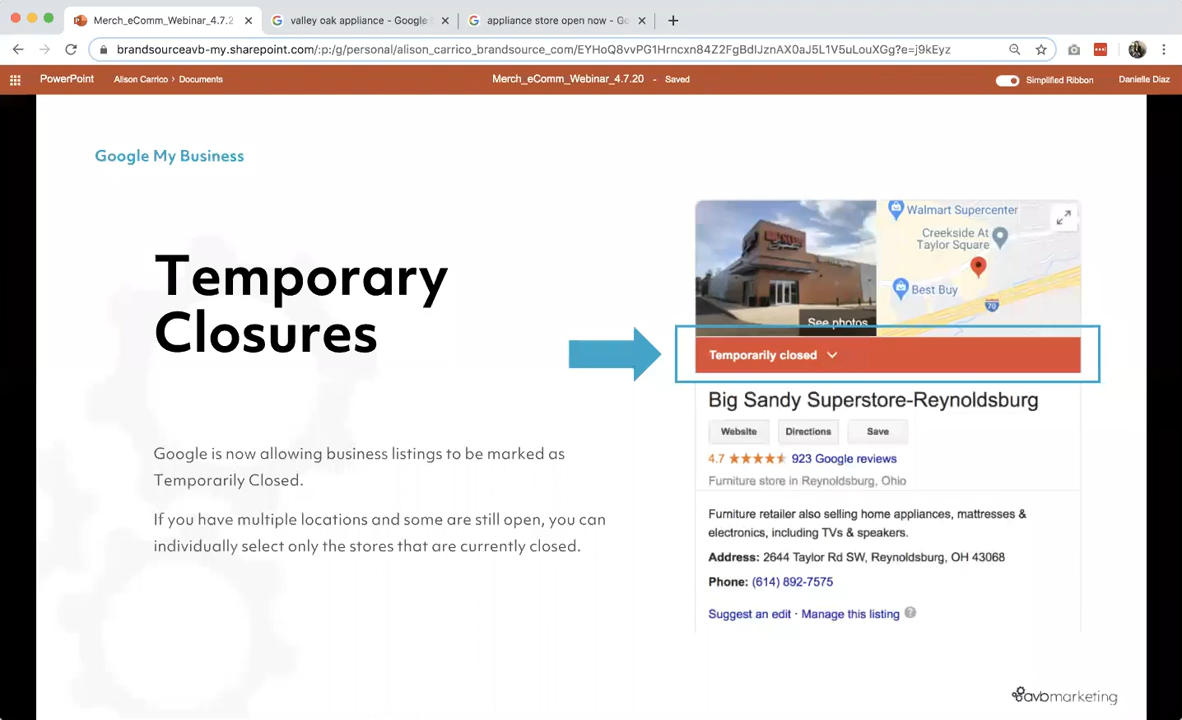 Merch_eComm_Webinar_4.7.2
valley oak appliance - Google
appliance store open now - Go
brandsourceavb-my.sharepoint.com/:p:/g/personal/alison_carrico_brandsource_com/EYHoQ8vvPG1Hrncxn84Z2FgBdIJznAX0aJ5L1V5uLouXGg?e=j9kEyz
PowerPoint
Alison Carrico › Documents
Merch_eComm_Webinar_4.7.20 - Saved
Simplified Ribbon
Danielle Diaz
Google My Business
Temporary
Closures
Google is now allowing business listings to be marked as
Temporarily Closed.
If you have multiple locations and some are still open, you can
individually select only the stores that are currently closed.
Walmart Supercenter
Creekside At
Taylor Square
Best Buy
70
See photos
Temporarily closed
Big Sandy Superstore-Reynoldsburg
Website
Directions
Save
4.7 923 Google reviews
Furniture store in Reynoldsburg, Ohio
Furniture retailer also selling home appliances, mattresses &
electronics, including TVs & speakers.
Address: 2644 Taylor Rd SW, Reynoldsburg, OH 43068
Phone: (614) 892-7575
Suggest an edit · Manage this listing ?
avbmarketing